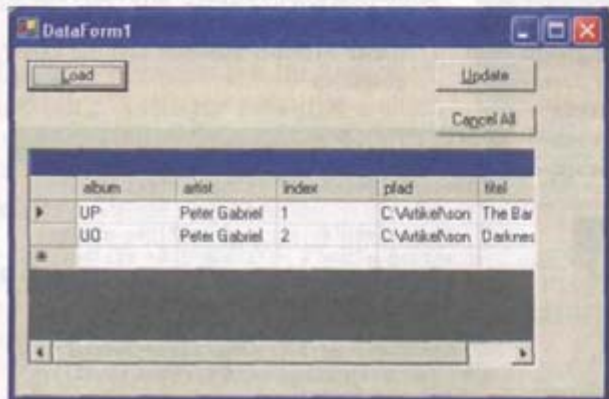 DataForm1
Load
Update
Cancel All
album artist index plad titel
UP Peter Gabriel 1 C:\Artikel\son The Bar
UO Peter Gabriel 2 C:\Artikel\son Darknes